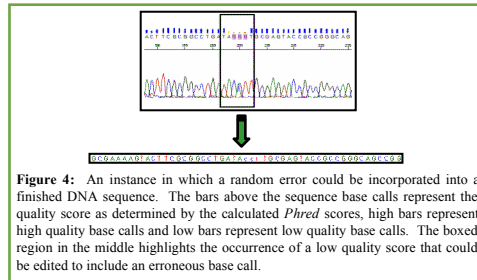 GCGAAAAGTACTTCGCGGCCTGATACCTTGCGAGTACCGCCGGGCAGCCGG
Figure 4: An instance in which a random error could be incorporated into a
finished DNA sequence. The bars above the sequence base calls represent the
quality score as determined by the calculated Phred scores, high bars represent
high quality base calls and low bars represent low quality base calls. The boxed
region in the middle highlights the occurrence of a low quality score that could
be edited to include an erroneous base call.